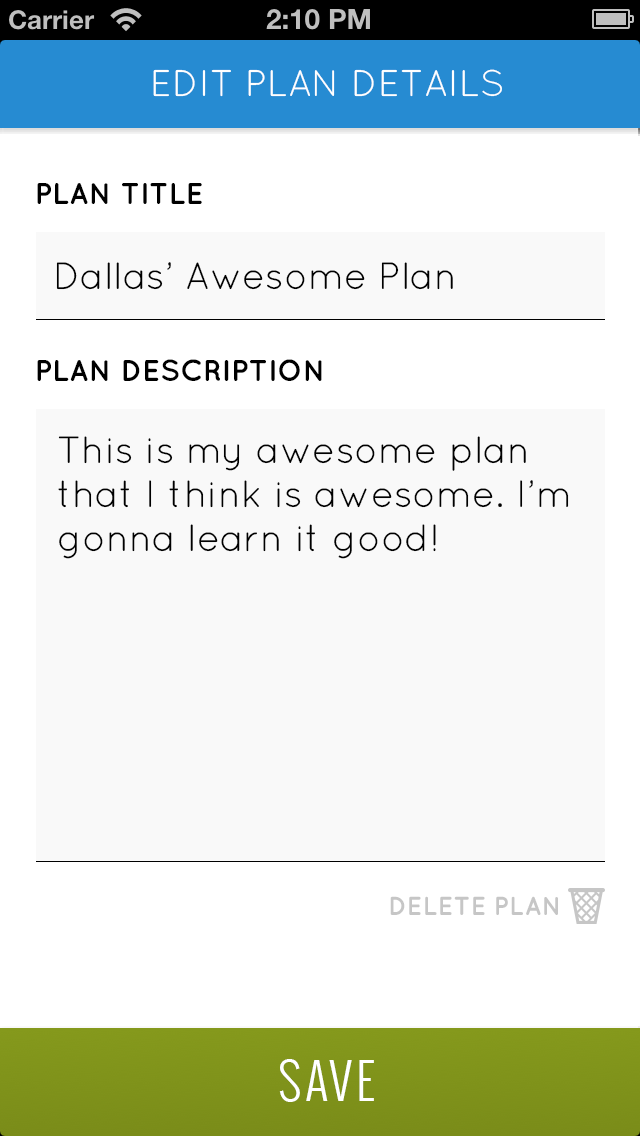 Carrier 2:10 PM
EDIT PLAN DETAILS
PLAN TITLE
Dallas’ Awesome Plan
PLAN DESCRIPTION
This is my awesome plan
that I think is awesome. I’m
gonna learn it good!
DELETE PLAN
SAVE